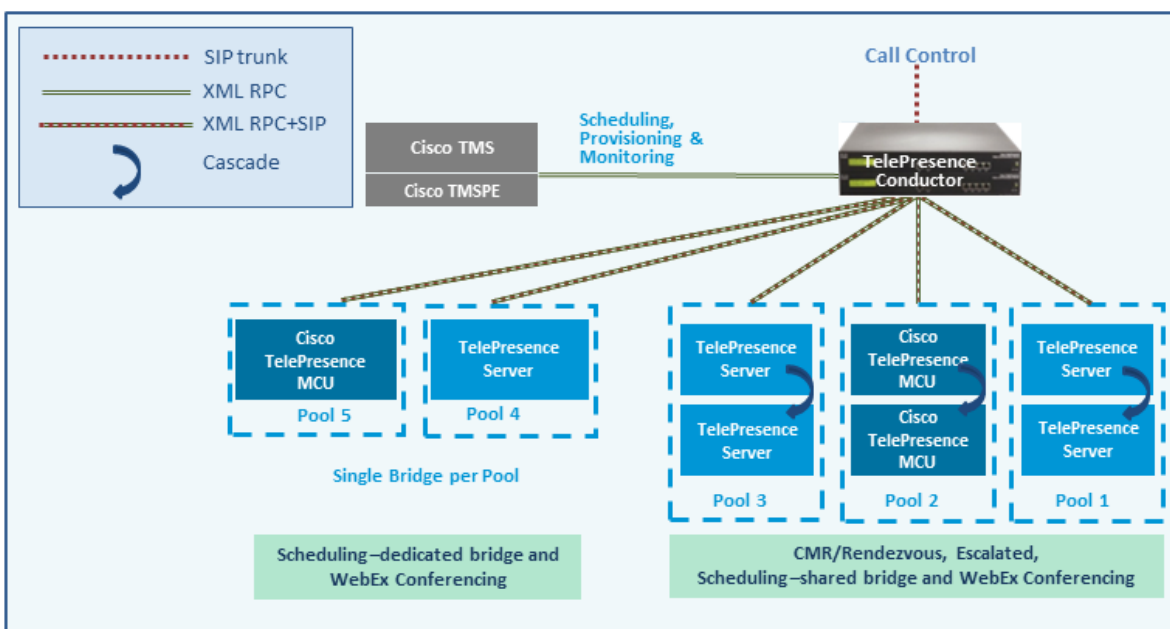 SIP trunk
XML RPC
XML RPC+SIP
Cascade
Call Control
Scheduling,
Provisioning &
Monitoring
Cisco TMS
Cisco TMSPE
TelePresence
Conductor
Cisco
TelePresence
MCU
Pool 5
TelePresence
Server
Pool 4
Single Bridge per Pool
TelePresence
Server
TelePresence
Server
Pool 3
Cisco
TelePresence
MCU
Cisco
TelePresence
MCU
Pool 2
TelePresence
Server
TelePresence
Server
Pool 1
Scheduling–dedicated bridge and
WebEx Conferencing
CMR/Rendezvous, Escalated,
Scheduling–shared bridge and WebEx Conferencing